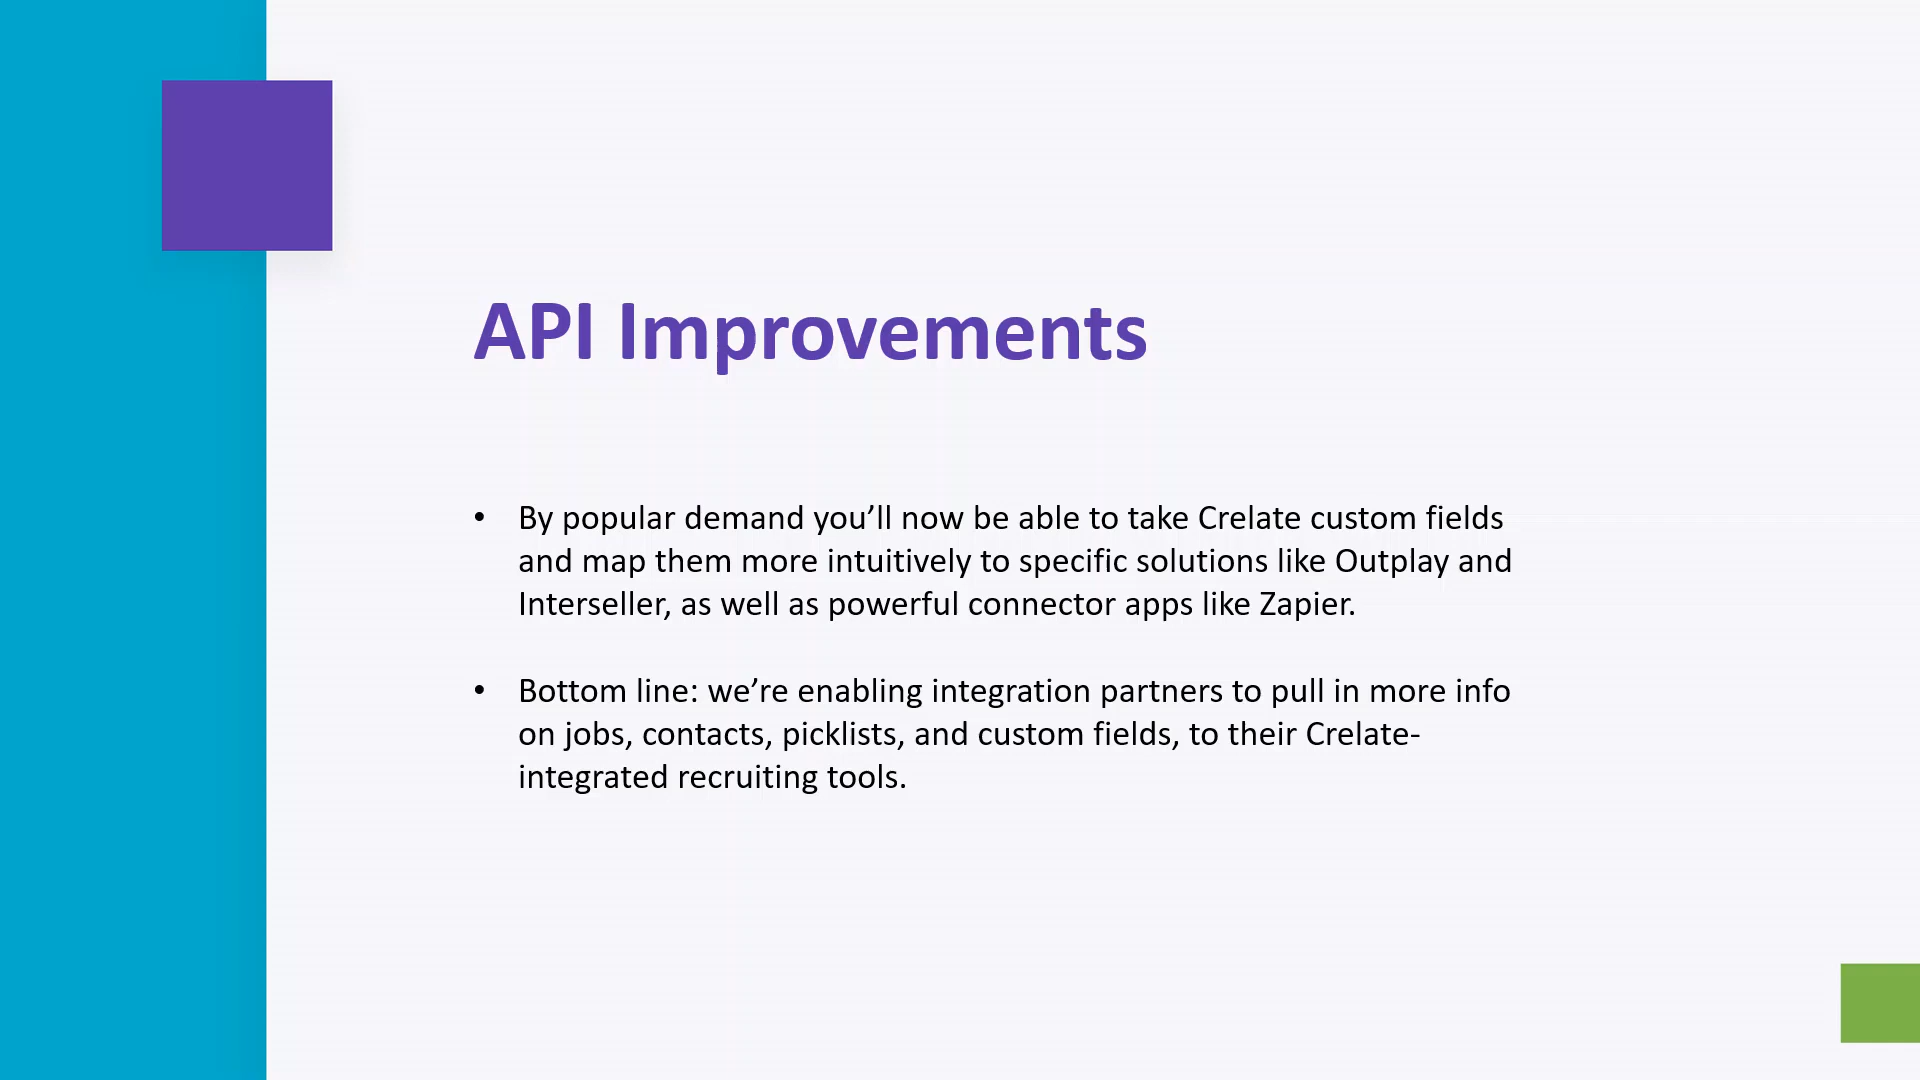 API Improvements
• By popular demand you’ll now be able to take Crelate custom fields
and map them more intuitively to specific solutions like Outplay and
Interseller, as well as powerful connector apps like Zapier.
• Bottom line: we’re enabling integration partners to pull in more info
on jobs, contacts, picklists, and custom fields, to their Crelate-
integrated recruiting tools.